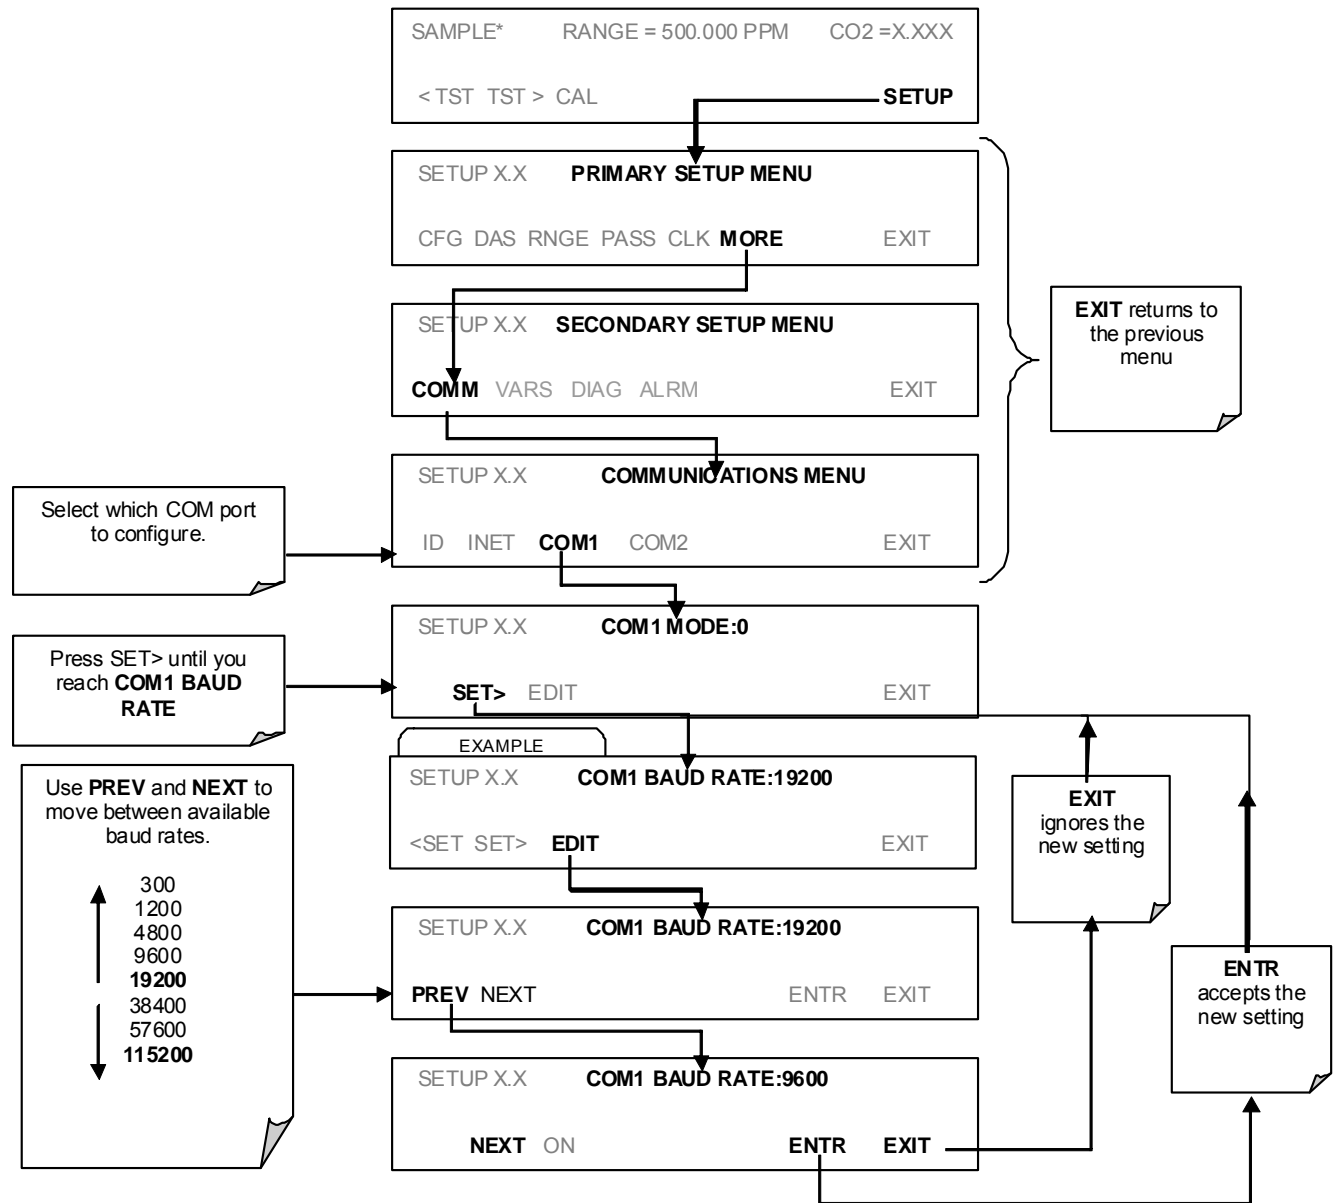 SAMPLE* RANGE = 500.000 PPM CO2 =X.XXX
< TST TST > CAL SETUP
SETUP X.X PRIMARY SETUP MENU
CFG DAS RNGE PASS CLK MORE EXIT
SETUP X.X SECONDARY SETUP MENU
COMM VARS DIAG ALRM EXIT
EXIT returns to
the previous
menu
SETUP X.X COMMUNICATIONS MENU
ID INET COM1 COM2 EXIT
Select which COM port
to configure.
SETUP X.X COM1 MODE:0
SET> EDIT EXIT
Press SET> until you
reach COM1 BAUD
RATE
EXAMPLE
SETUP X.X COM1 BAUD RATE:19200
<SET SET> EDIT EXIT
Use PREV and NEXT to
move between available
baud rates.
300
1200
4800
9600
19200
38400
57600
115200
EXIT
ignores the
new setting
SETUP X.X COM1 BAUD RATE:19200
PREV NEXT ENTR EXIT
ENTR
accepts the
new setting
SETUP X.X COM1 BAUD RATE:9600
NEXT ON ENTR EXIT